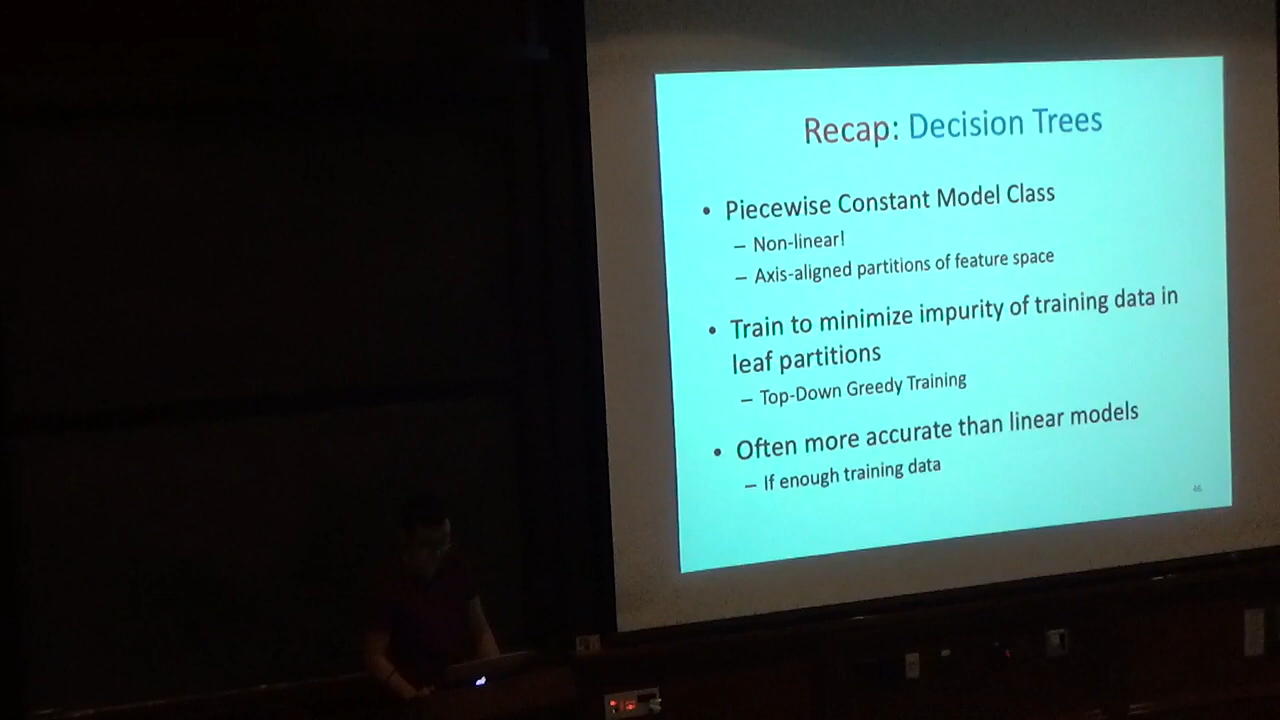 Recap: Decision Trees
• Piecewise Constant Model Class
– Non-linear!
– Axis-aligned partitions of feature space
• Train to minimize impurity of training data in
leaf partitions
– Top-Down Greedy Training
• Often more accurate than linear models
– If enough training data
46